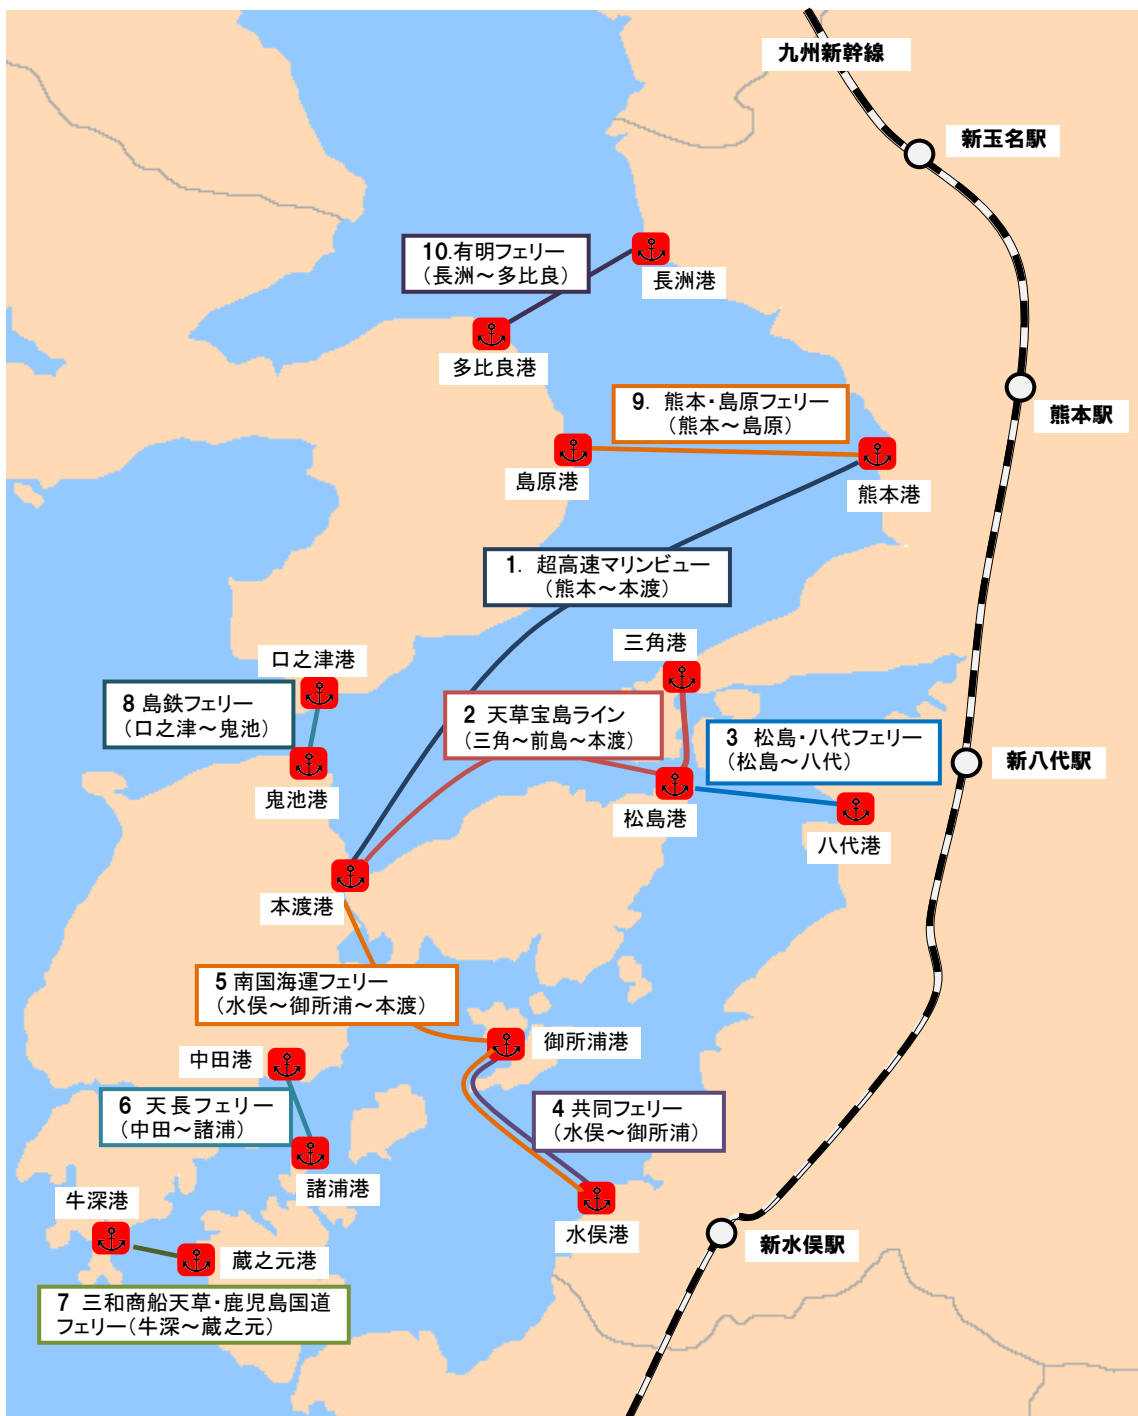 九州新幹線
新玉名駅
10.有明フェリー
（長洲～多比良）
長洲港
多比良港
9. 熊本・島原フェリー
（熊本～島原）
熊本駅
島原港
熊本港
1. 超高速マリンビュー
（熊本～本渡）
三角港
口之津港
8 島鉄フェリー
（口之津～鬼池）
2 天草宝島ライン
（三角～前島～本渡）
3 松島・八代フェリー
（松島～八代）
新八代駅
鬼池港
松島港
八代港
本渡港
5 南国海運フェリー
（水俣～御所浦～本渡）
御所浦港
中田港
6 天長フェリー
（中田～諸浦）
4 共同フェリー
（水俣～御所浦）
諸浦港
牛深港
水俣港
新水俣駅
蔵之元港
7 三和商船天草・鹿児島国道
フェリー（牛深～蔵之元）